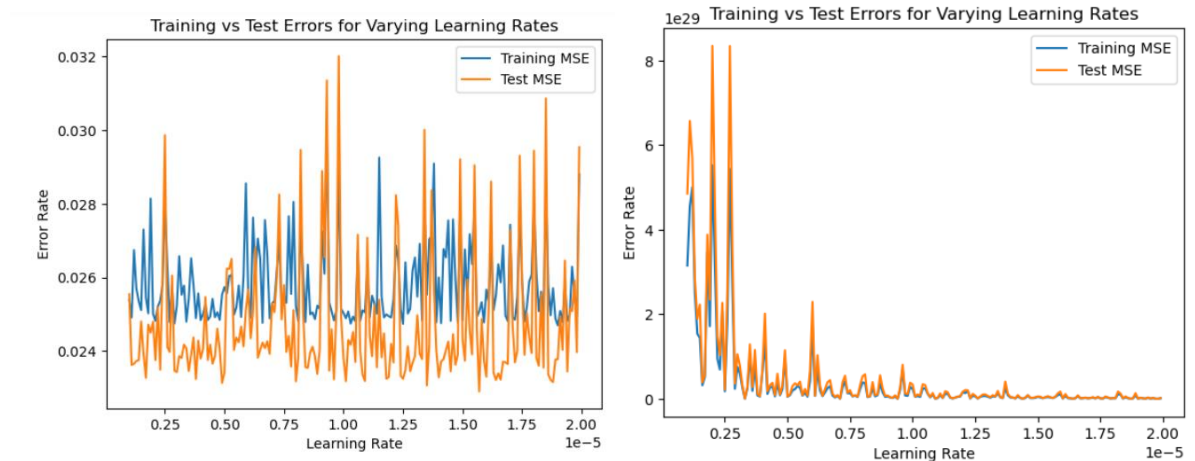 Training vs Test Errors for Varying Learning Rates
0.032
0.030
0.028
0.026
0.024
Error Rate
Training MSE
Test MSE
0.25 0.50 0.75 1.00 1.25 1.50 1.75 2.00
1e−5
Learning Rate
Training vs Test Errors for Varying Learning Rates
1e29
8
6
4
2
0
Error Rate
Training MSE
Test MSE
0.25 0.50 0.75 1.00 1.25 1.50 1.75 2.00
1e−5
Learning Rate